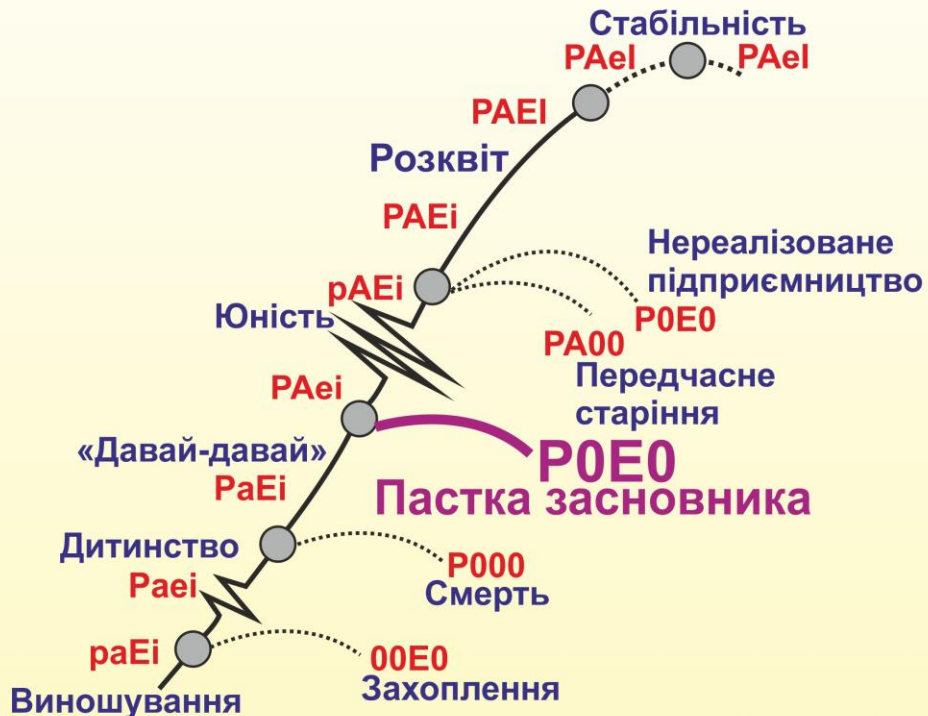 Стабільність
PAeI
PAeI
PAEI
Розквіт
PAEi
Нереалізоване
підприємництво
pAEi
P0E0
Юність
PA00
Передчасне
старіння
PAei
«Давай-давай»
P0E0
PaEi
Пастка засновника
Дитинство
P000
Paei
Смерть
paEi
00E0
Захоплення
Виношування